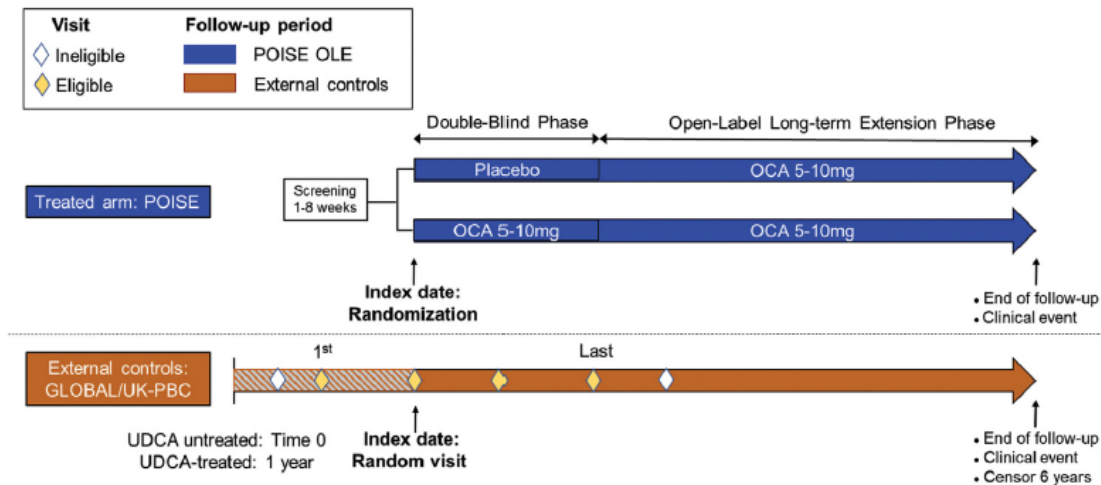 Visit
Follow-up period
Ineligible
POISE OLE
Eligible
External controls
Double-Blind Phase
Open-Label Long-term Extension Phase
Placebo
OCA 5-10mg
Treated arm: POISE
Screening
1-8 weeks
OCA 5-10mg
OCA 5-10mg
Index date:
Randomization
• End of follow-up
• Clinical event
External controls:
GLOBAL/UK-PBC
1st
Last
UDCA untreated: Time 0
UDCA-treated: 1 year
Index date:
Random visit
• End of follow-up
• Clinical event
• Censor 6 years